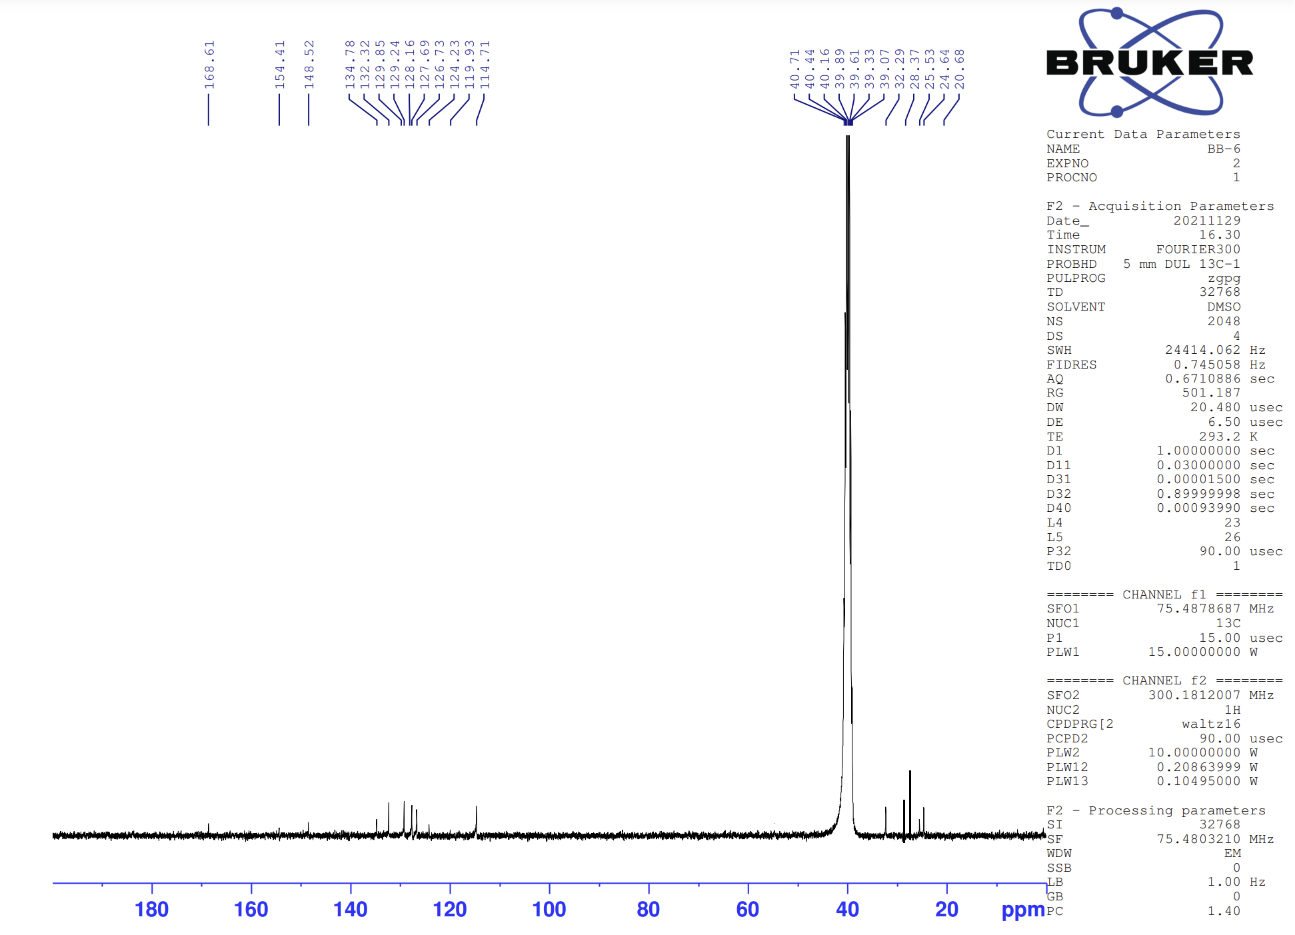 168.61
154.41
148.52
134.78
132.32
129.85
129.24
128.16
127.69
126.73
124.23
119.93
114.71
40.71
40.44
40.16
39.89
39.61
39.33
39.07
32.29
28.37
25.53
24.64
20.68
BRUKER
Current Data Parameters
NAME BB-6
EXPNO 2
PROCNO 1
F2 - Acquisition Parameters
Date_ 20211129
Time 16.30
INSTRUM FOURIER300
PROBHD 5 mm DUL 13C-1
PULPROG zgpg
TD 32768
SOLVENT DMSO
NS 2048
DS 4
SWH 24414.062 Hz
FIDRES 0.745058 Hz
AQ 0.6710886 sec
RG 501.187
DW 20.480 usec
DE 6.50 usec
TE 293.2 K
D1 1.00000000 sec
D11 0.03000000 sec
D31 0.00001500 sec
D32 0.89999998 sec
D40 0.00093990 sec
L4 23
L5 26
P32 90.00 usec
TD0 1
======== CHANNEL f1 ========
SFO1 75.4878687 MHz
NUC1 13C
P1 15.00 usec
PLW1 15.00000000 W
======== CHANNEL f2 ========
SFO2 300.1812007 MHz
NUC2 1H
CPDPRG[2 waltz16
PCPD2 90.00 usec
PLW2 10.00000000 W
PLW12 0.20863999 W
PLW13 0.10495000 W
F2 - Processing parameters
SI 32768
SF 75.4803210 MHz
WDW EM
SSB 0
LB 1.00 Hz
GB 0
PC 1.40
180 160 140 120 100 80 60 40 20 ppm